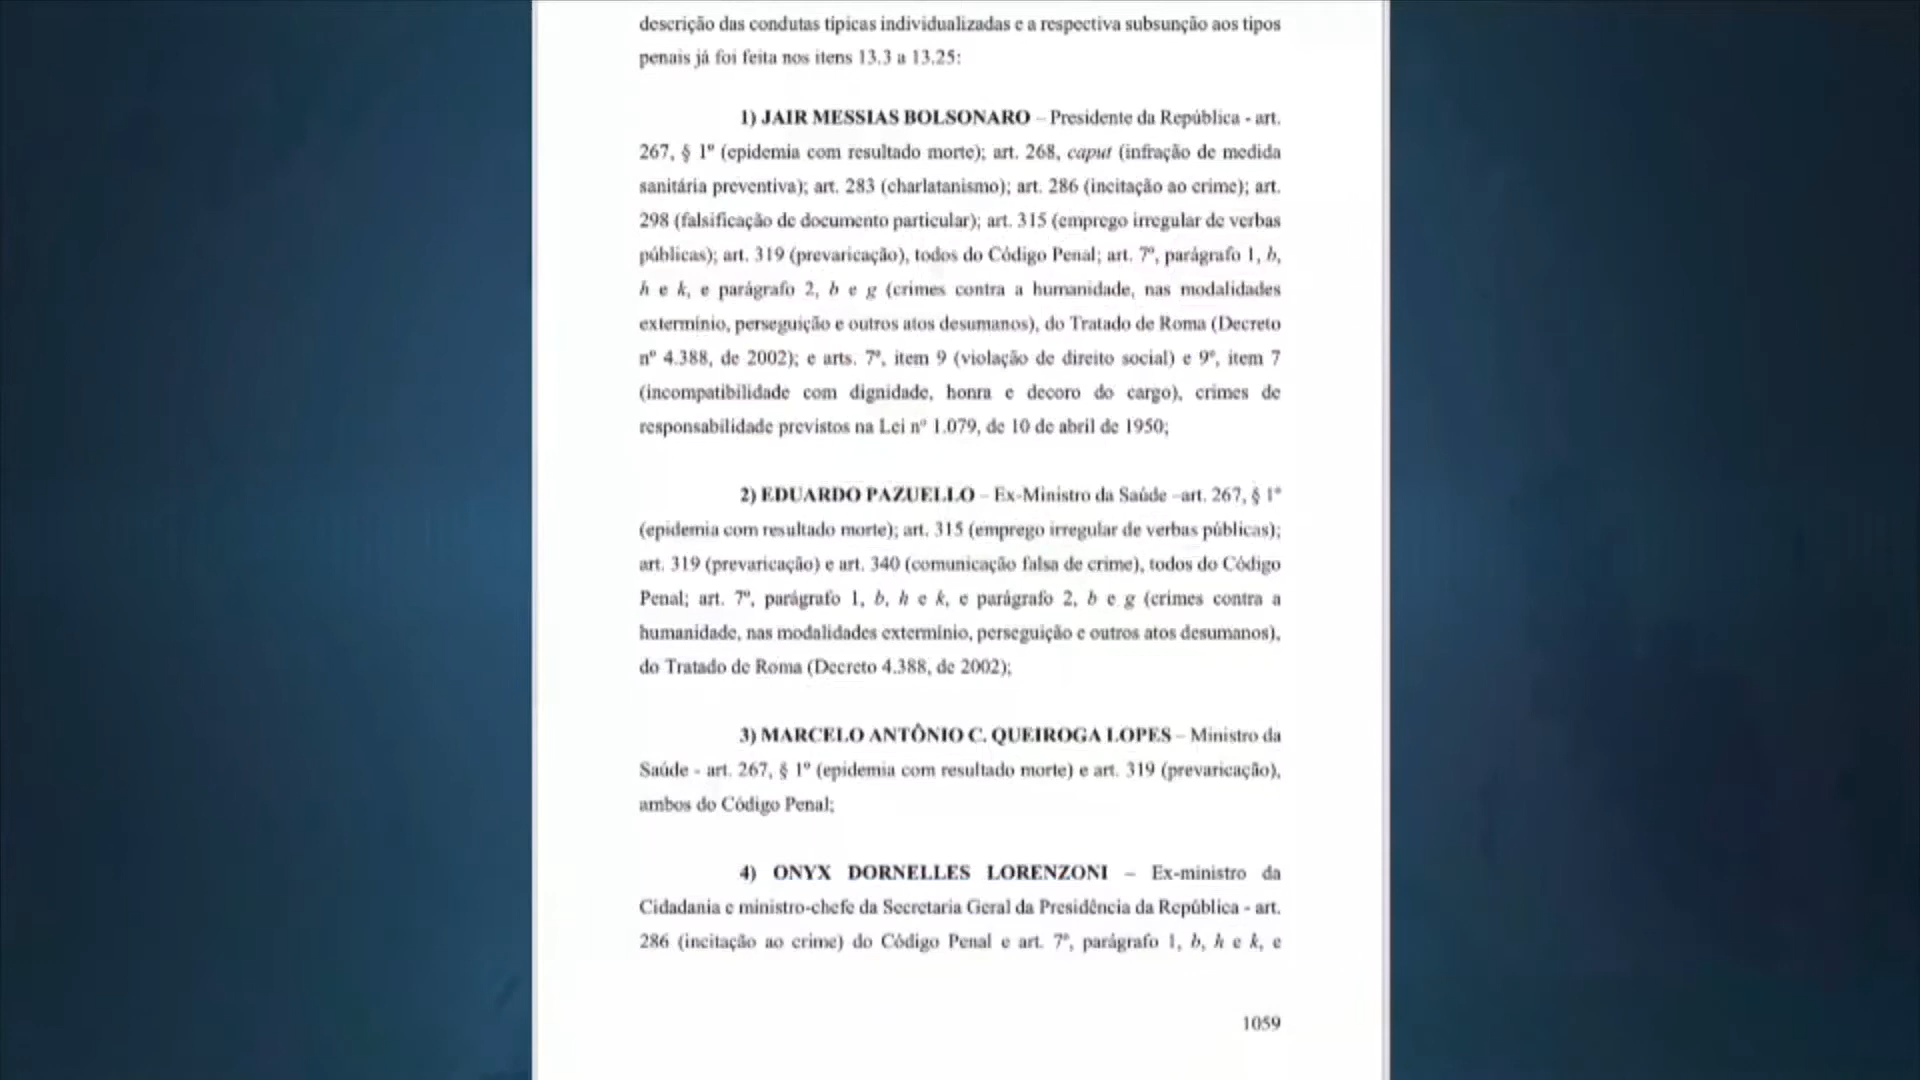 descrição das condutas típicas individualizadas e a respectiva subsunção aos tipos
penais já foi feita nos itens 13.3 a 13.25:
1) JAIR MESSIAS BOLSONARO – Presidente da República - art.
267, § 1º (epidemia com resultado morte); art. 268, caput (infração de medida
sanitária preventiva); art. 283 (charlatanismo); art. 286 (incitação ao crime); art.
298 (falsificação de documento particular); art. 315 (emprego irregular de verbas
públicas); art. 319 (prevaricação), todos do Código Penal; art. 7º, parágrafo 1, b,
h e k, e parágrafo 2, b e g (crimes contra a humanidade, nas modalidades
extermínio, perseguição e outros atos desumanos), do Tratado de Roma (Decreto
nº 4.388, de 2002); e arts. 7º, item 9 (violação de direito social) e 9º, item 7
(incompatibilidade com dignidade, honra e decoro do cargo), crimes de
responsabilidade previstos na Lei nº 1.079, de 10 de abril de 1950;
2) EDUARDO PAZUELLO – Ex-Ministro da Saúde –art. 267, § 1º
(epidemia com resultado morte); art. 315 (emprego irregular de verbas públicas);
art. 319 (prevaricação) e art. 340 (comunicação falsa de crime), todos do Código
Penal; art. 7º, parágrafo 1, b, h e k, e parágrafo 2, b e g (crimes contra a
humanidade, nas modalidades extermínio, perseguição e outros atos desumanos),
do Tratado de Roma (Decreto 4.388, de 2002);
3) MARCELO ANTÔNIO C. QUEIROGA LOPES – Ministro da
Saúde - art. 267, § 1º (epidemia com resultado morte) e art. 319 (prevaricação),
ambos do Código Penal;
4) ONYX DORNELLES LORENZONI – Ex-ministro da
Cidadania e ministro-chefe da Secretaria Geral da Presidência da República - art.
286 (incitação ao crime) do Código Penal e art. 7º, parágrafo 1, b, h e k, e
1059